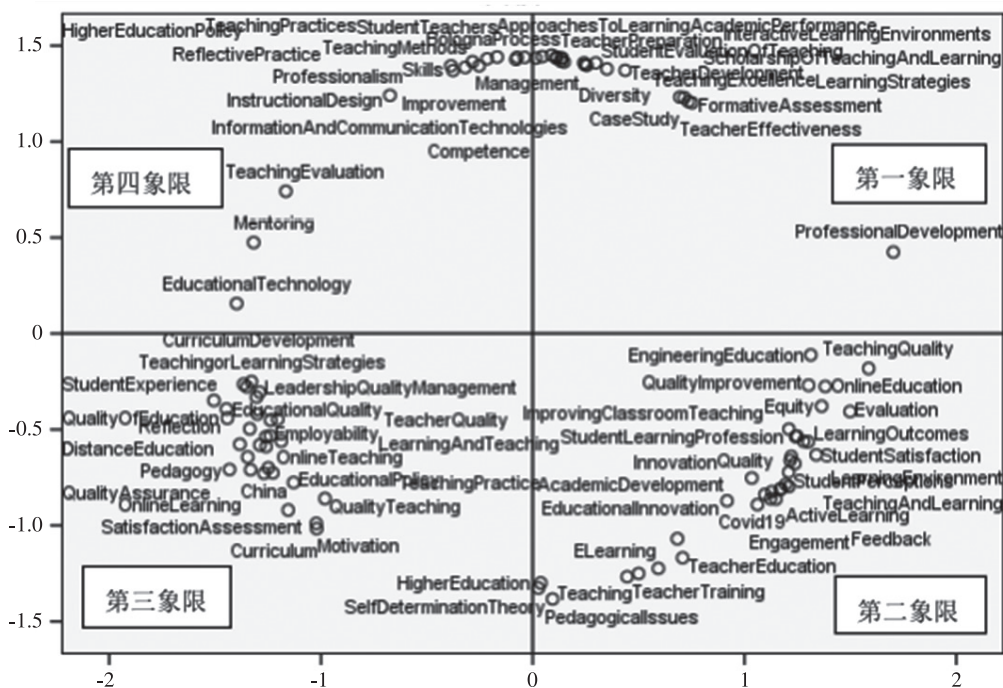 TeachingPractices StudentTeachers ApproachesToLearning AcademicPerformance
HigherEducationPolicy InteractiveLearningEnvironments
1.5 ReflectivePractice TeachingMethods BolognaProcess TeacherPreparation StudentEvaluationOfTeaching
ScholarshipOfTeachingAndLearning
Professionalism Skills Management TeacherDevelopment
TeachingExcellence LearningStrategies
InstructionalDesign Improvement Diversity FormativeAssessment
InformationAndCommunicationTechnologies CaseStudy TeacherEffectiveness
1.0 Competence
第四象限 TeachingEvaluation 第一象限
0.5 Mentoring ProfessionalDevelopment
EducationalTechnology
0
CurriculumDevelopment
EngineeringEducation TeachingQuality
TeachingorLearningStrategies
StudentExperience LeadershipQualityManagement QualityImprovement OnlineEducation
QualityOfEducation EducationalQuality TeacherQuality ImprovingClassroomTeaching Equity Evaluation
-0.5 Reflection Employability StudentLearning Profession LearningOutcomes
DistanceEducation LearningAndTeaching
OnlineTeaching Innovation Quality StudentSatisfaction
Pedagogy EducationalPolicy TeachingPractice AcademicDevelopment StudentPerceptions LearningEnvironment
QualityAssurance China
OnlineLearning QualityTeaching EducationalInnovation TeachingAndLearning
-1.0 SatisfactionAssessment Covid19 ActiveLearning
Curriculum Motivation ELearning Engagement Feedback
TeacherEducation
HigherEducation Teaching TeacherTraining
第三象限 SelfDeterminationTheory 第二象限
-1.5 PedagogicalIssues
-2 -1 0 1 2